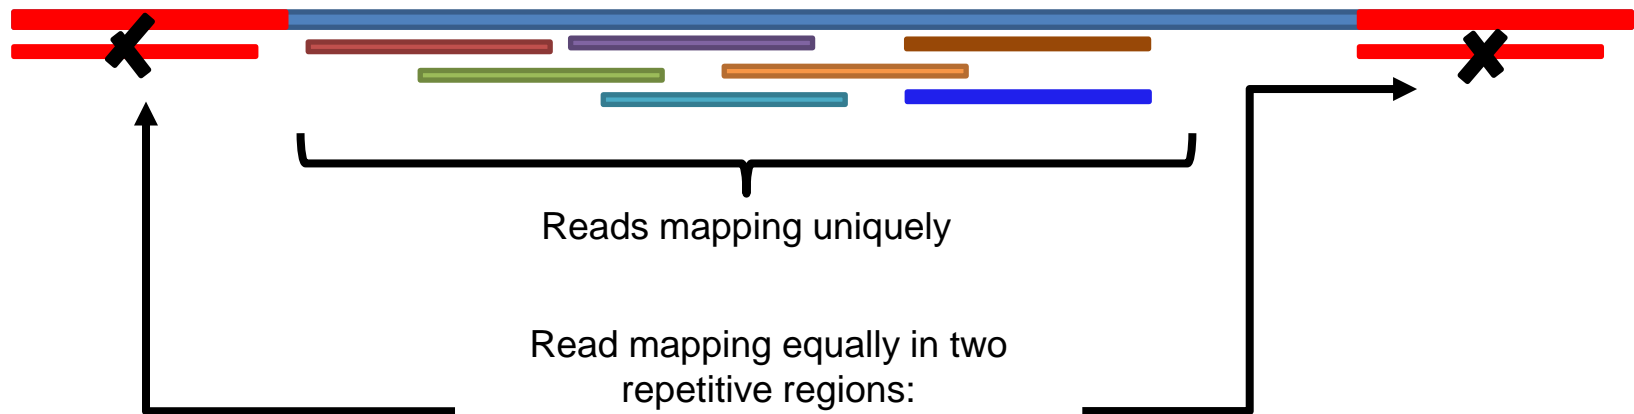 Reads mapping uniquely
Read mapping equally in two
repetitive regions: